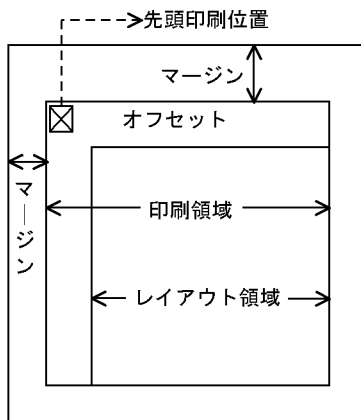 先頭印刷位置
マージン
オフセット
マージン
印刷領域
レイアウト領域